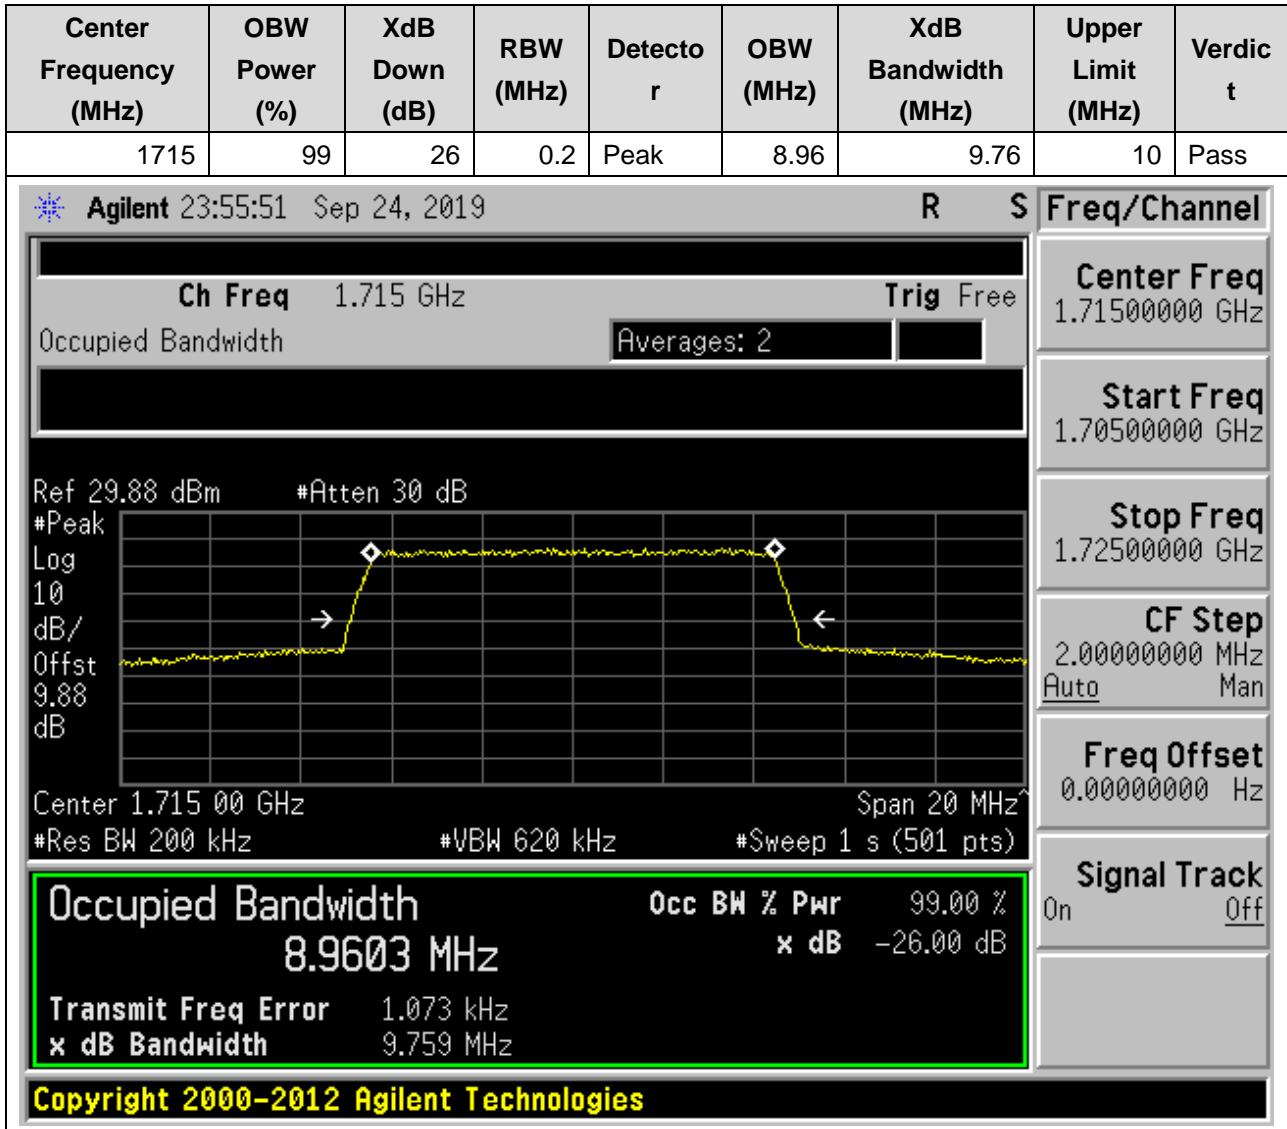 Center Frequency (MHz) OBW Power (%) XdB Down (dB) RBW (MHz) Detecto r OBW (MHz) XdB Bandwidth (MHz) Upper Limit (MHz) Verdic t
1715 99 26 0.2 Peak 8.96 9.76 10 Pass
Agilent 23:55:51 Sep 24, 2019 R S
Ch Freq 1.715 GHz Trig Free
Occupied Bandwidth Averages: 2
Ref 29.88 dBm #Atten 30 dB
#Peak
Log
10
dB/
Offst
9.88
dB
Center 1.715 00 GHz Span 20 MHz^
#Res BW 200 kHz #VBW 620 kHz #Sweep 1 s (501 pts)
Occupied Bandwidth Occ BW % Pwr 99.00 %
8.9603 MHz x dB -26.00 dB
Transmit Freq Error 1.073 kHz
x dB Bandwidth 9.759 MHz
Copyright 2000-2012 Agilent Technologies
Freq/Channel
Center Freq
1.71500000 GHz
Start Freq
1.70500000 GHz
Stop Freq
1.72500000 GHz
CF Step
2.00000000 MHz
Auto Man
Freq Offset
0.00000000 Hz
Signal Track
On Off